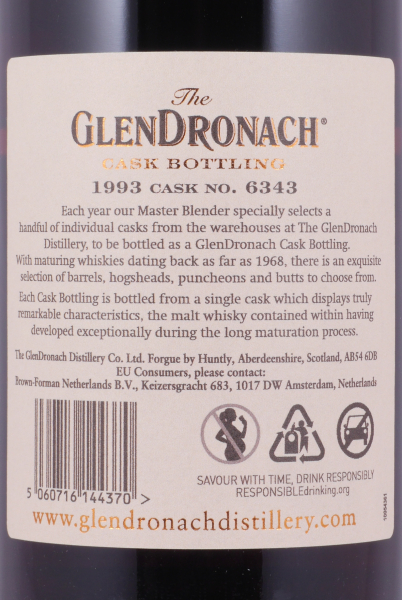 The
GLENDRONACH®
CASK BOTTLING
1993 CASK NO. 6343
Each year our Master Blender specially selects a
handful of individual casks from the warehouses at The GlenDronach
Distillery, to be bottled as a GlenDronach Cask Bottling.
With maturing whiskies dating back as far as 1968, there is an exquisite
selection of barrels, hogsheads, puncheons and butts to choose from.
Each Cask Bottling is bottled from a single cask which displays truly
remarkable characteristics, the malt whisky contained within having
developed exceptionally during the long maturation process.
The GlenDronach Distillery Co. Ltd. Forgue by Huntly, Aberdeenshire, Scotland, AB54 6DB
EU Consumers, please contact:
Brown-Forman Netherlands B.V., Keizersgracht 683, 1017 DW Amsterdam, Netherlands
5 060716 144370 >
SAVOUR WITH TIME, DRINK RESPONSIBLY
RESPONSIBLEdrinking.org
www.glendronachdistillery.com